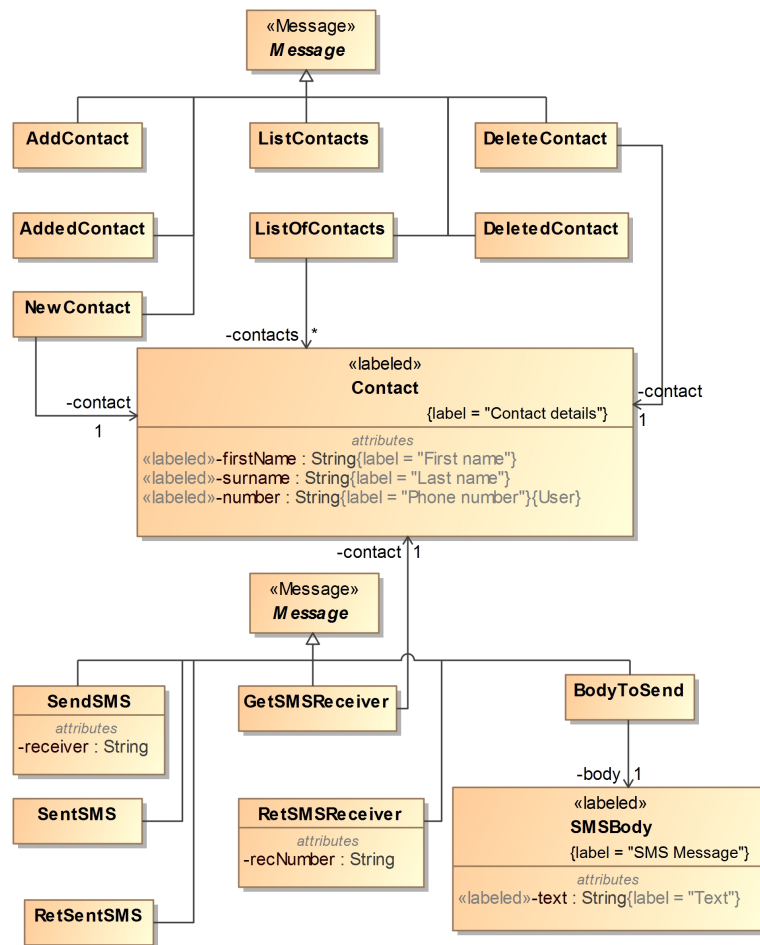 «Message»
Message
AddContact
ListContacts
DeleteContact
AddedContact
ListOfContacts
DeletedContact
NewContact
-contacts
*
-contact
1
-contact
1
«labeled»
Contact
{label = "Contact details"}
attributes
«labeled»-firstName : String{label = "First name"}
«labeled»-surname : String{label = "Last name"}
«labeled»-number : String{label = "Phone number"}{User}
-contact
1
«Message»
Message
SendSMS
attributes
-receiver : String
GetSMSReceiver
BodyToSend
-body
1
SentSMS
RetSMSReceiver
attributes
-recNumber : String
«labeled»
SMSBody
{label = "SMS Message"}
attributes
«labeled»-text : String{label = "Text"}
RetSentSMS